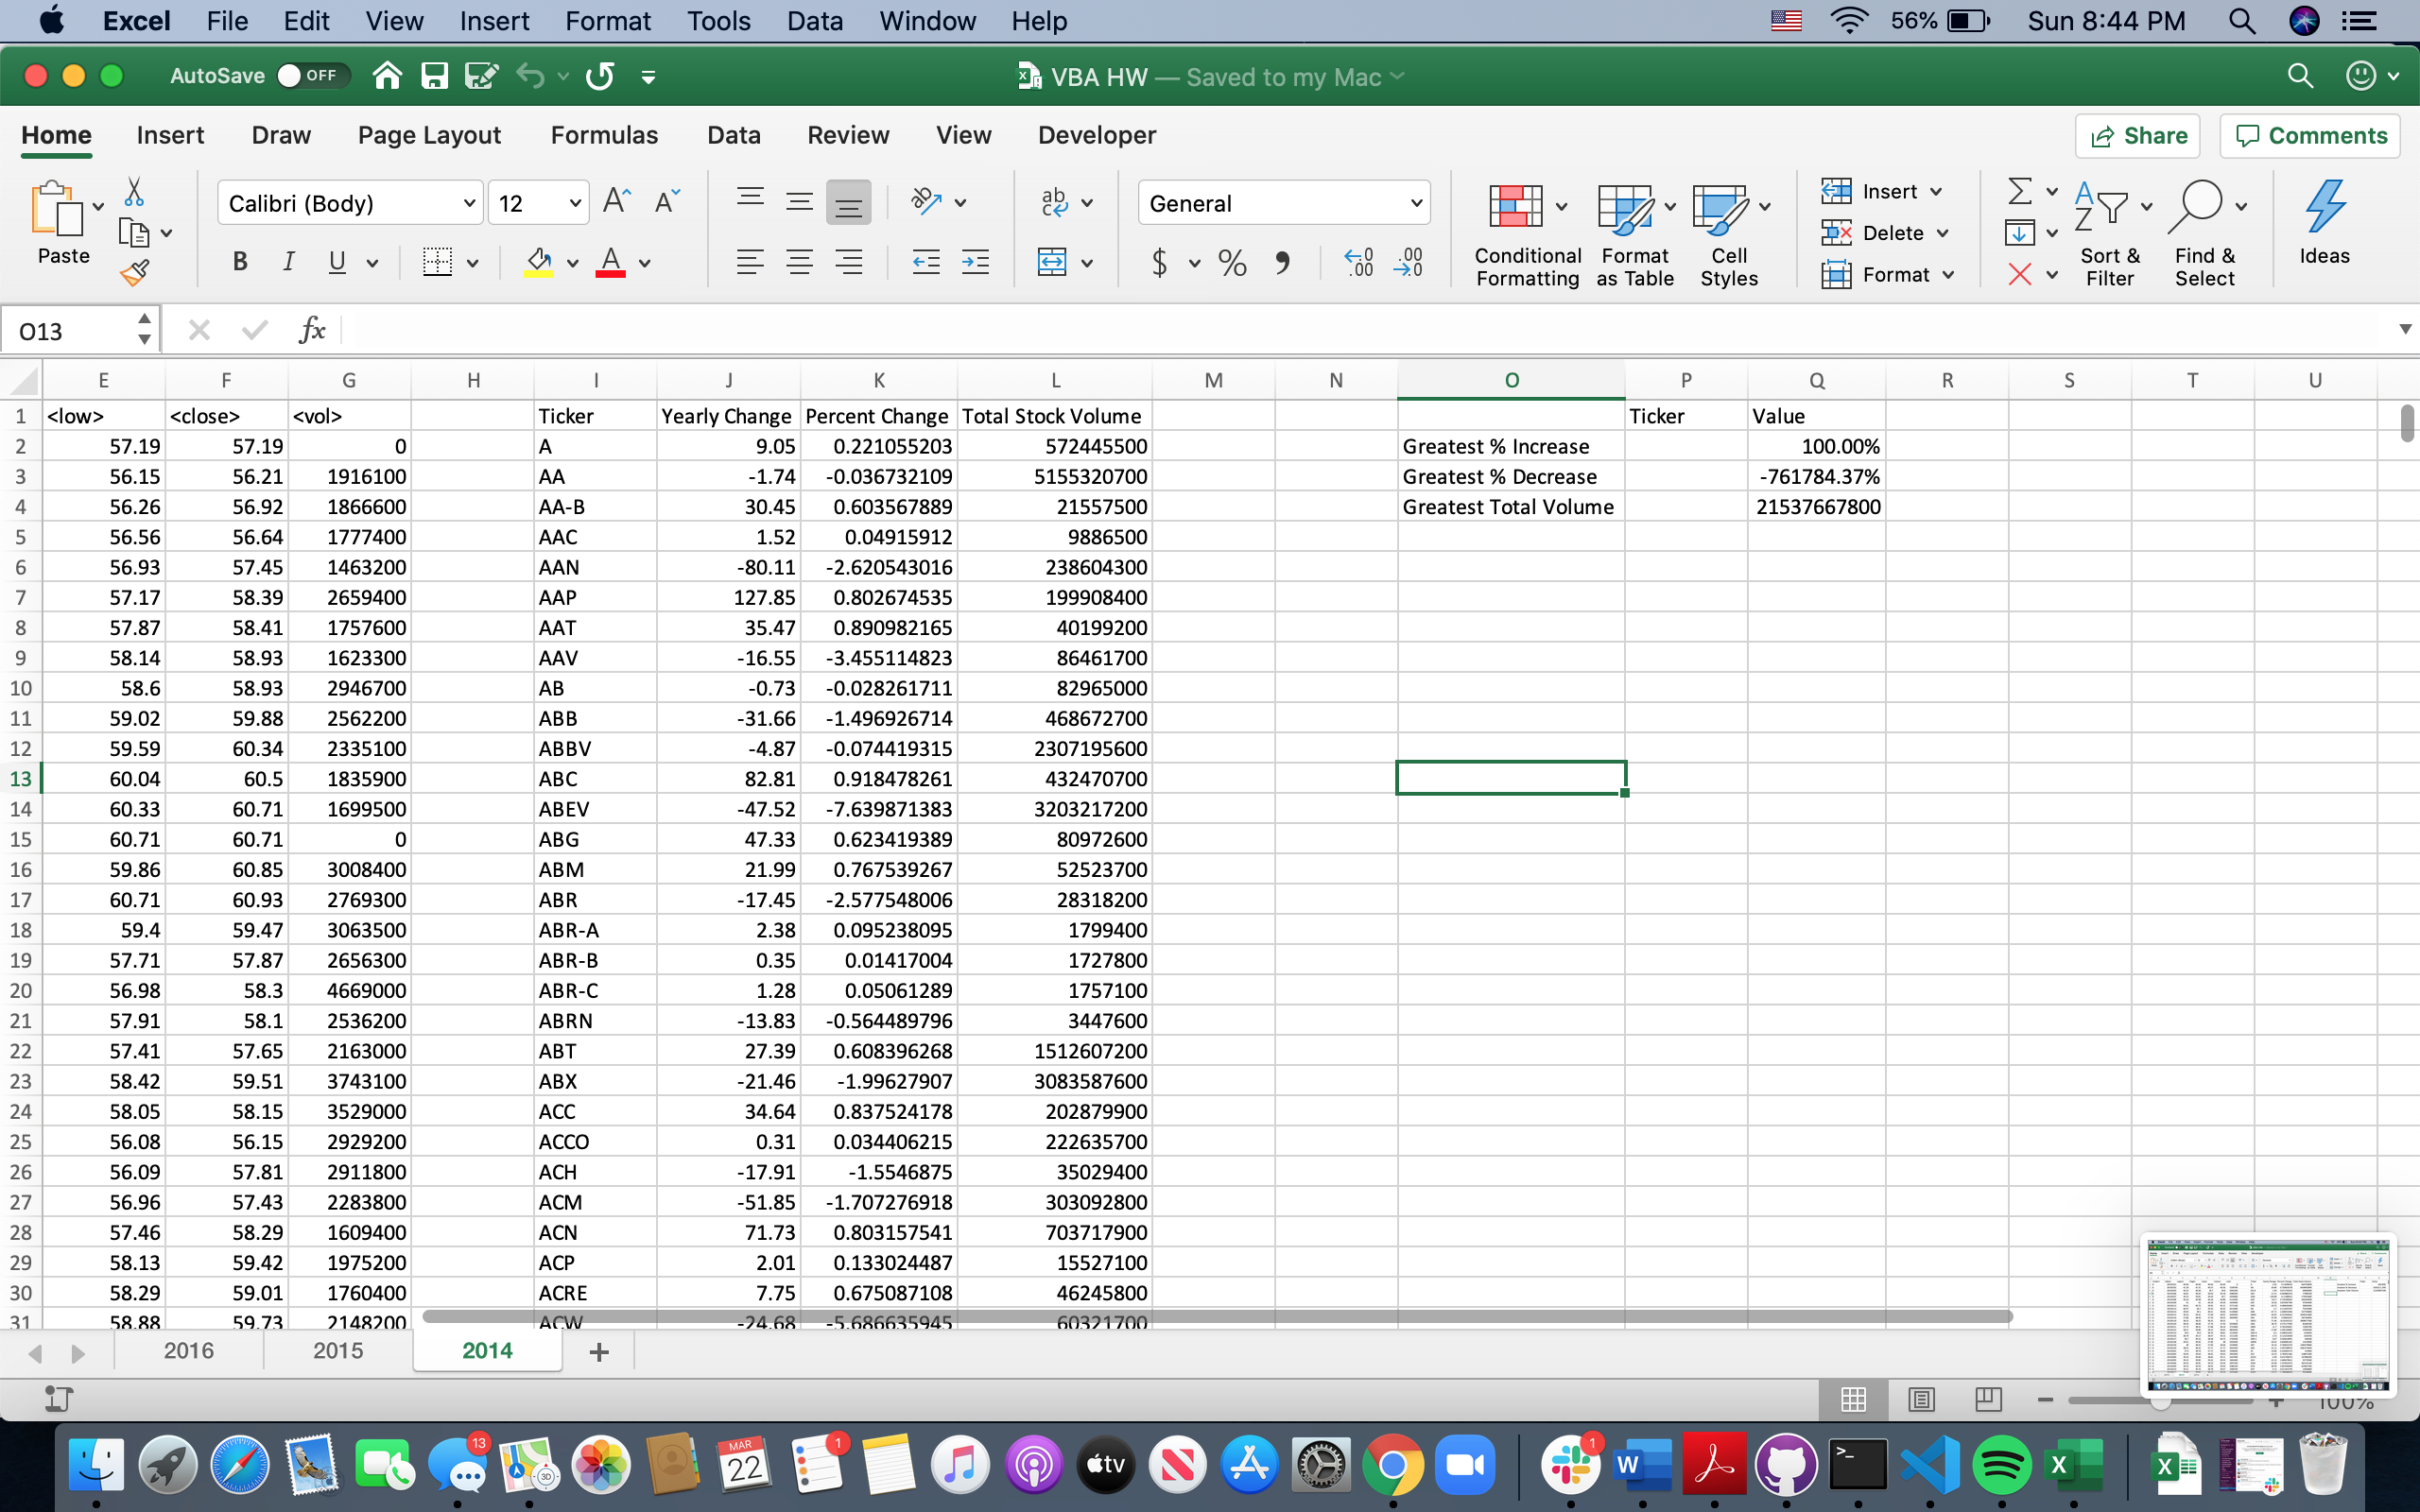 Excel File Edit View Insert Format Tools Data Window Help 56% Sun 8:44 PM
AutoSave OFF VBA HW — Saved to my Mac
Home Insert Draw Page Layout Formulas Data Review View Developer Share Comments
Paste Calibri (Body) 12 General Conditional Formatting Format as Table Cell Styles Insert Delete Format Sort & Filter Find & Select Ideas
O13 fx
E F G H I J K L M N O P Q R S T U
1 <low> <close> <vol> Ticker Yearly Change Percent Change Total Stock Volume Ticker Value
2 57.19 57.19 0 A 9.05 0.221055203 572445500 Greatest % Increase 100.00%
3 56.15 56.21 1916100 AA -1.74 -0.036732109 5155320700 Greatest % Decrease -761784.37%
4 56.26 56.92 1866600 AA-B 30.45 0.603567889 21557500 Greatest Total Volume 21537667800
5 56.56 56.64 1777400 AAC 1.52 0.04915912 9886500
6 56.93 57.45 1463200 AAN -80.11 -2.620543016 238604300
7 57.17 58.39 2659400 AAP 127.85 0.802674535 199908400
8 57.87 58.41 1757600 AAT 35.47 0.890982165 40199200
9 58.14 58.93 1623300 AAV -16.55 -3.455114823 86461700
10 58.6 58.93 2946700 AB -0.73 -0.028261711 82965000
11 59.02 59.88 2562200 ABB -31.66 -1.496926714 468672700
12 59.59 60.34 2335100 ABBV -4.87 -0.074419315 2307195600
13 60.04 60.5 1835900 ABC 82.81 0.918478261 432470700
14 60.33 60.71 1699500 ABEV -47.52 -7.639871383 3203217200
15 60.71 60.71 0 ABG 47.33 0.623419389 80972600
16 59.86 60.85 3008400 ABM 21.99 0.767539267 52523700
17 60.71 60.93 2769300 ABR -17.45 -2.577548006 28318200
18 59.4 59.47 3063500 ABR-A 2.38 0.095238095 1799400
19 57.71 57.87 2656300 ABR-B 0.35 0.01417004 1727800
20 56.98 58.3 4669000 ABR-C 1.28 0.05061289 1757100
21 57.91 58.1 2536200 ABRN -13.83 -0.564489796 3447600
22 57.41 57.65 2163000 ABT 27.39 0.608396268 1512607200
23 58.42 59.51 3743100 ABX -21.46 -1.99627907 3083587600
24 58.05 58.15 3529000 ACC 34.64 0.837524178 202879900
25 56.08 56.15 2929200 ACCO 0.31 0.034406215 222635700
26 56.09 57.81 2911800 ACH -17.91 -1.5546875 35029400
27 56.96 57.43 2283800 ACM -51.85 -1.707276918 303092800
28 57.46 58.29 1609400 ACN 71.73 0.803157541 703717900
29 58.13 59.42 1975200 ACP 2.01 0.133024487 15527100
30 58.29 59.01 1760400 ACRE 7.75 0.675087108 46245800
31 58.88 59.73 2148200 ACW -24.68 -5.686635945 60321700
2016 2015 2014 +
100%
13 3D MAR 22 1 tv 1 W X X